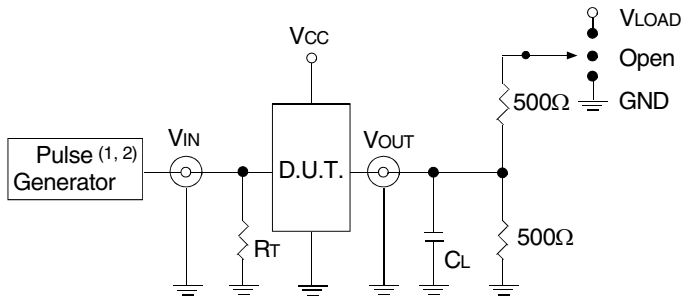 VLOAD
VCC
Open
500Ω
GND
VIN
VOUT
Pulse (1, 2)
Generator
D.U.T.
RT
CL
500Ω